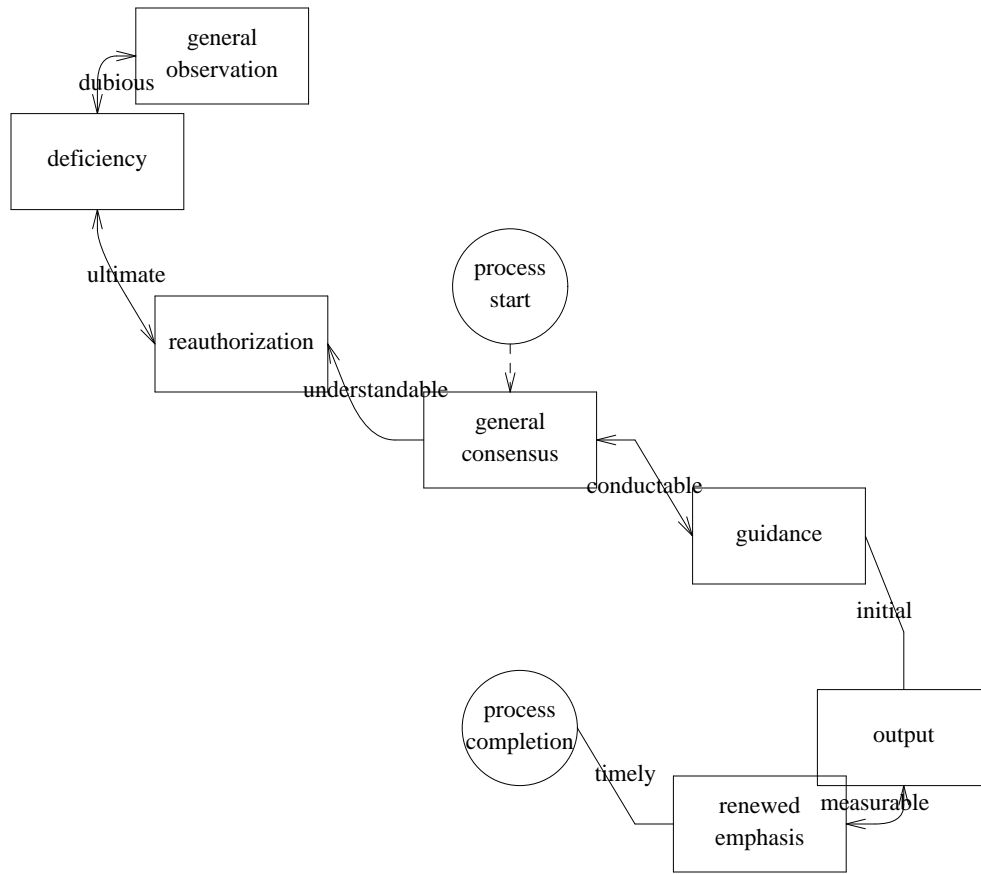 general
observation
dubious
deficiency
process
start
ultimate
reauthorization
understandable
general
consensus
conductable
guidance
initial
process
completion
output
timely
measurable
renewed
emphasis